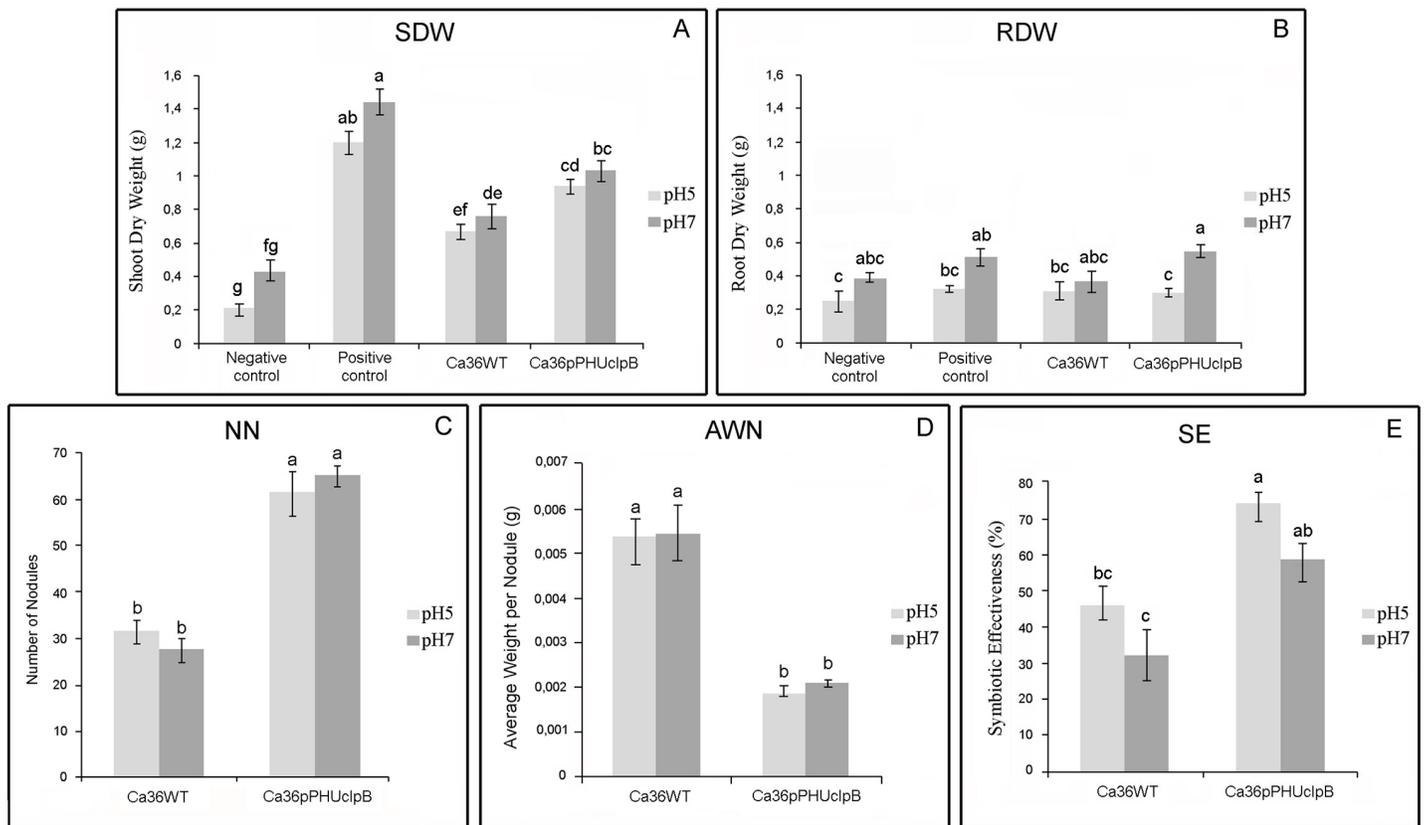 SDW
A
Shoot Dry Weight (g)
1,6
1,4
1,2
1
0,8
0,6
0,4
0,2
0
g
fg
ab
a
ef
de
cd
bc
Negative control
Positive control
Ca36WT
Ca36pPHUclpB
pH5
pH7
RDW
B
Root Dry Weight (g)
1,6
1,4
1,2
1
0,8
0,6
0,4
0,2
0
c
abc
bc
ab
bc
abc
c
a
Negative control
Positive control
Ca36WT
Ca36pPHUclpB
pH5
pH7
NN
C
Number of Nodules
70
60
50
40
30
20
10
0
b
b
a
a
Ca36WT
Ca36pPHUclpB
pH5
pH7
AWN
D
Average Weight per Nodule (g)
0,007
0,006
0,005
0,004
0,003
0,002
0,001
0
a
a
b
b
Ca36WT
Ca36pPHUclpB
pH5
pH7
SE
E
Symbiotic Effectiveness (%)
80
70
60
50
40
30
20
10
0
bc
c
a
ab
Ca36WT
Ca36pPHUclpB
pH5
pH7